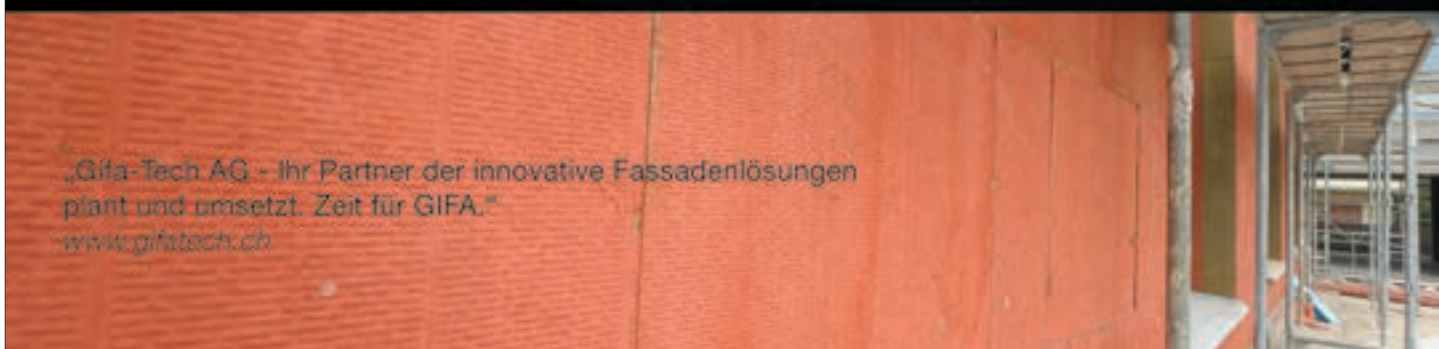 „Gifa-Tech AG - Ihr Partner der innovative Fassadenlösungen
plant und umsetzt. Zeit für GIFA.“
www.gifatech.ch